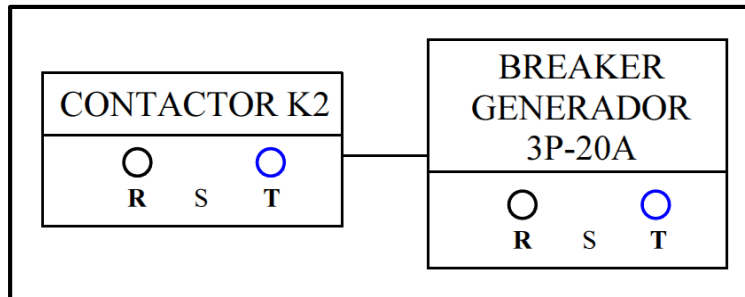 CONTACTOR K2
R S T
BREAKER
GENERADOR
3P-20A
R S T